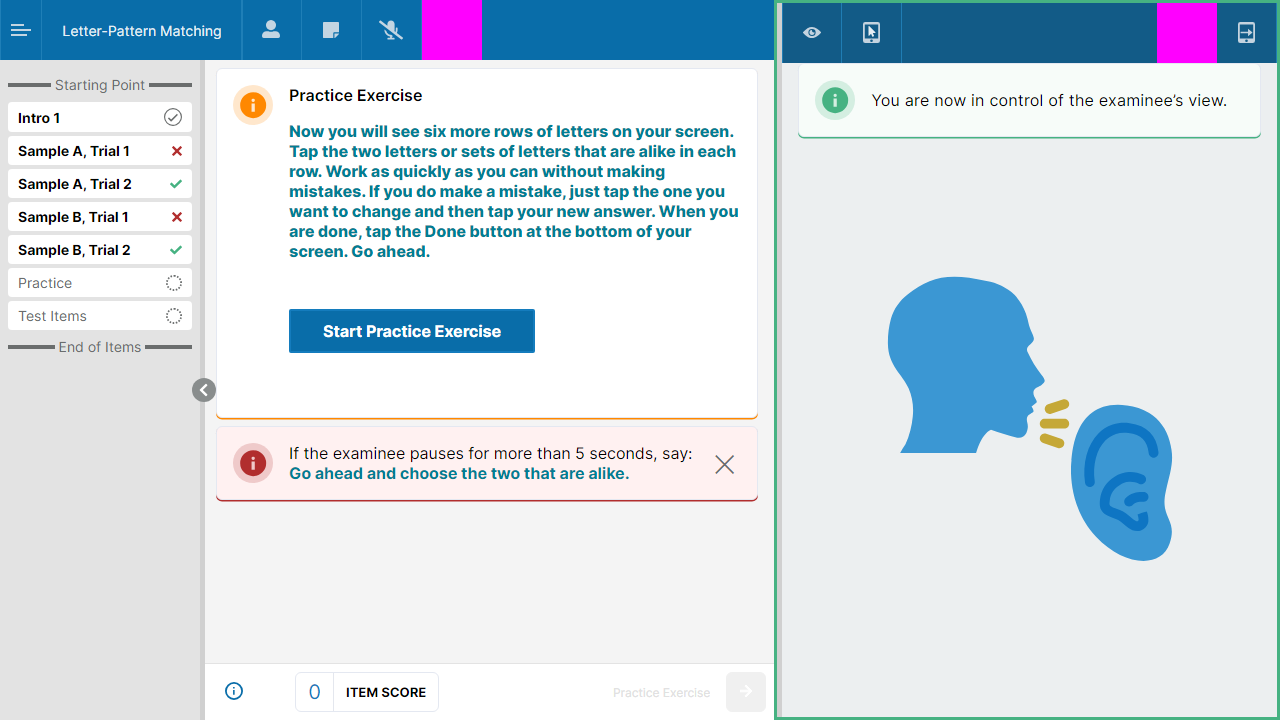 Letter-Pattern Matching
Starting Point
Intro 1
Sample A, Trial 1
Sample A, Trial 2
Sample B, Trial 1
Sample B, Trial 2
Practice
Test Items
End of Items
Practice Exercise
Now you will see six more rows of letters on your screen.
Tap the two letters or sets of letters that are alike in each
row. Work as quickly as you can without making
mistakes. If you do make a mistake, just tap the one you
want to change and then tap your new answer. When you
are done, tap the Done button at the bottom of your
screen. Go ahead.
Start Practice Exercise
If the examinee pauses for more than 5 seconds, say:
Go ahead and choose the two that are alike.
0 ITEM SCORE
Practice Exercise
You are now in control of the examinee’s view.